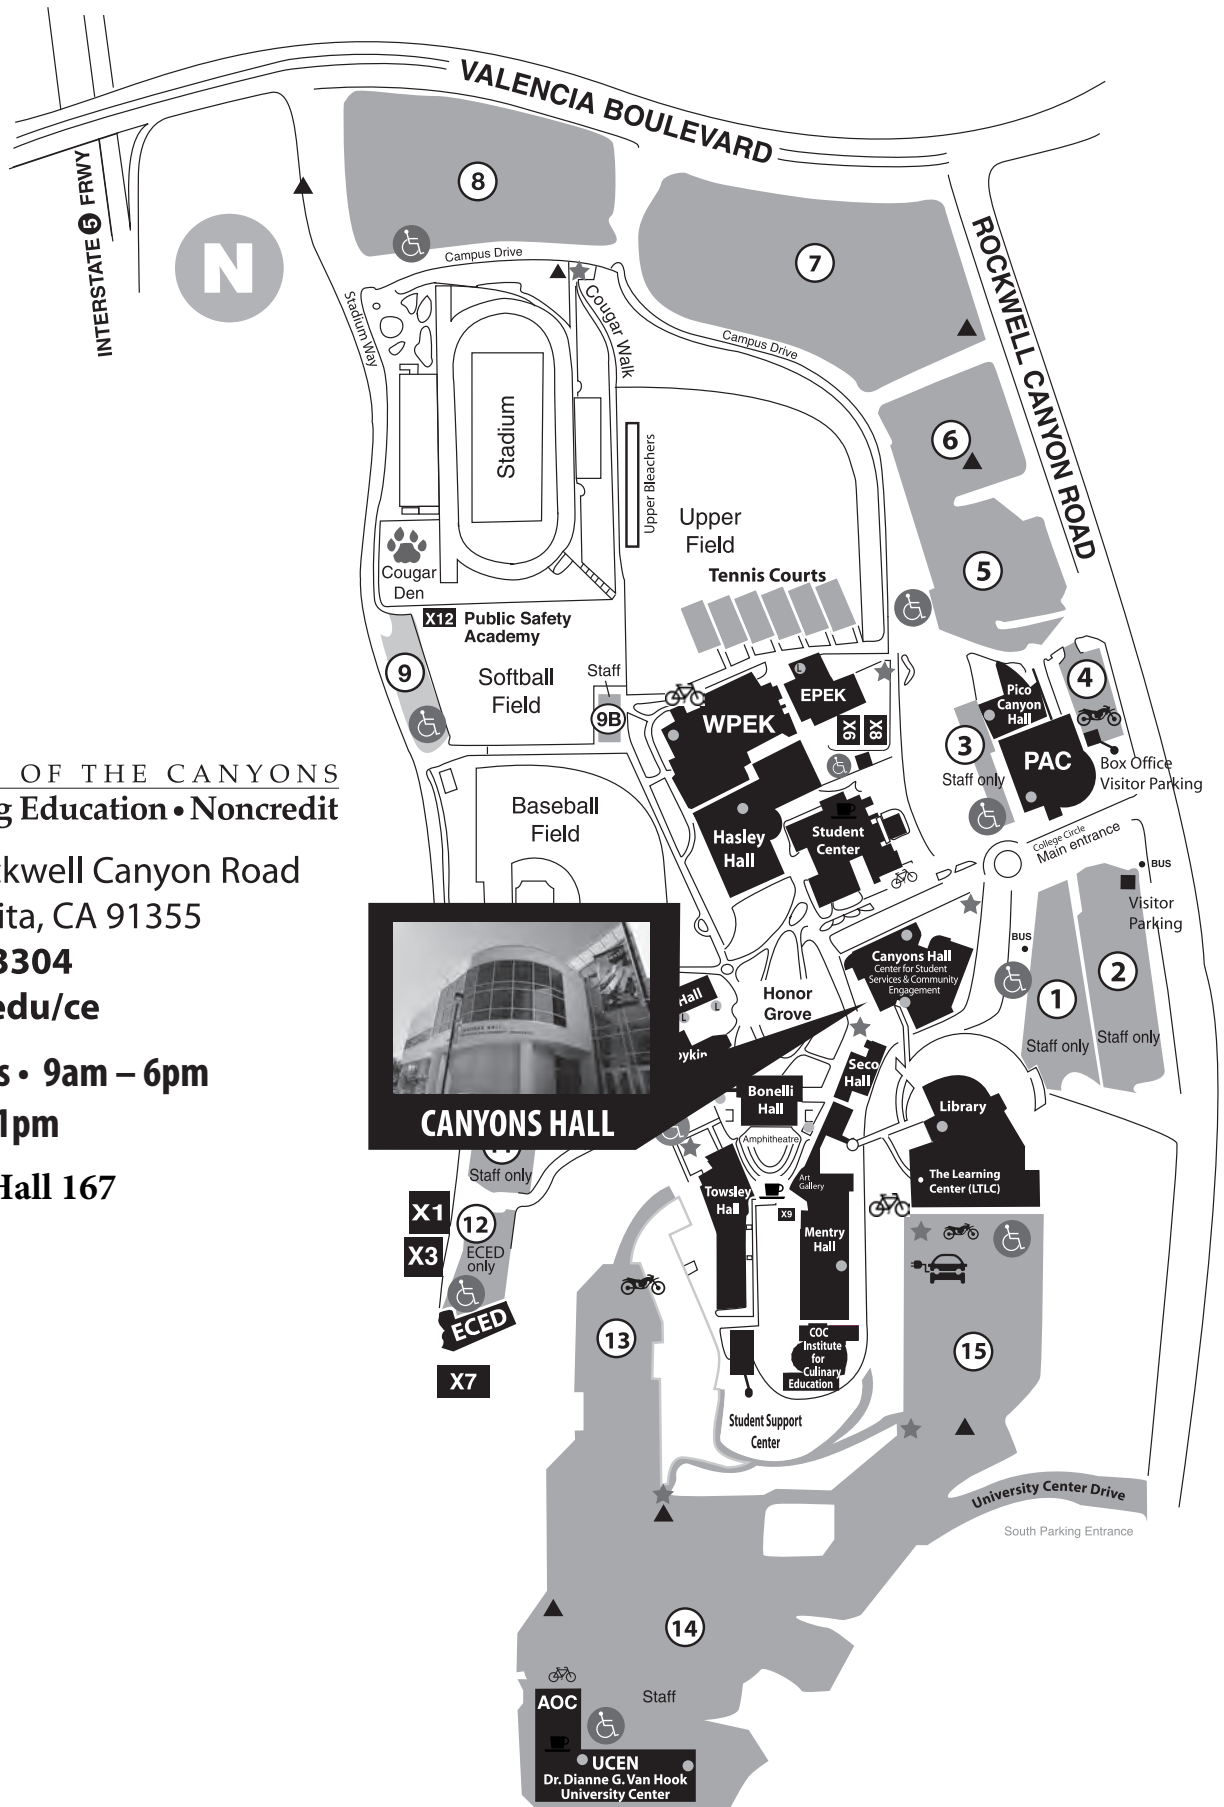 VALENCIA BOULEVARD
INTERSTATE 5 FRWY
N
8
7
ROCKWELL CANYON ROAD
Campus Drive
Stadium Way
Cougar Walk
Campus Drive
Stadium
Upper Bleachers
6
Upper
Field
5
Cougar
Den
Tennis Courts
X12 Public Safety
Academy
9
Softball
Field
Staff
9B
L
EPEK
WPEK
X6
X8
Pico
Canyon
Hall
4
3
Staff only
PAC
Box Office
Visitor Parking
OF THE CANYONS
Education • Noncredit
Baseball
Field
Hasley
Hall
Student
Center
College Circle
Main entrance
BUS
Visitor
Parking
kwell Canyon Road
ita, CA 91355
3304
edu/ce
s • 9am – 6pm
1pm
Hall 167
Canyons Hall
Center for Student
Services & Community
Engagement
BUS
1
Staff only
2
Staff only
Hall
L
L
ykin
Honor
Grove
CANYONS HALL
Seco
Hall
Bonelli
Hall
Library
Amphitheatre
The Learning
Center (LTLC)
Staff only
Towsley
Hall
Art
Gallery
X9
Mentry
Hall
X1
12
X3
ECED
only
ECED
X7
13
COC
Institute
for
Culinary
Education
15
Student Support
Center
University Center Drive
South Parking Entrance
14
Staff
AOC
UCEN
Dr. Dianne G. Van Hook
University Center